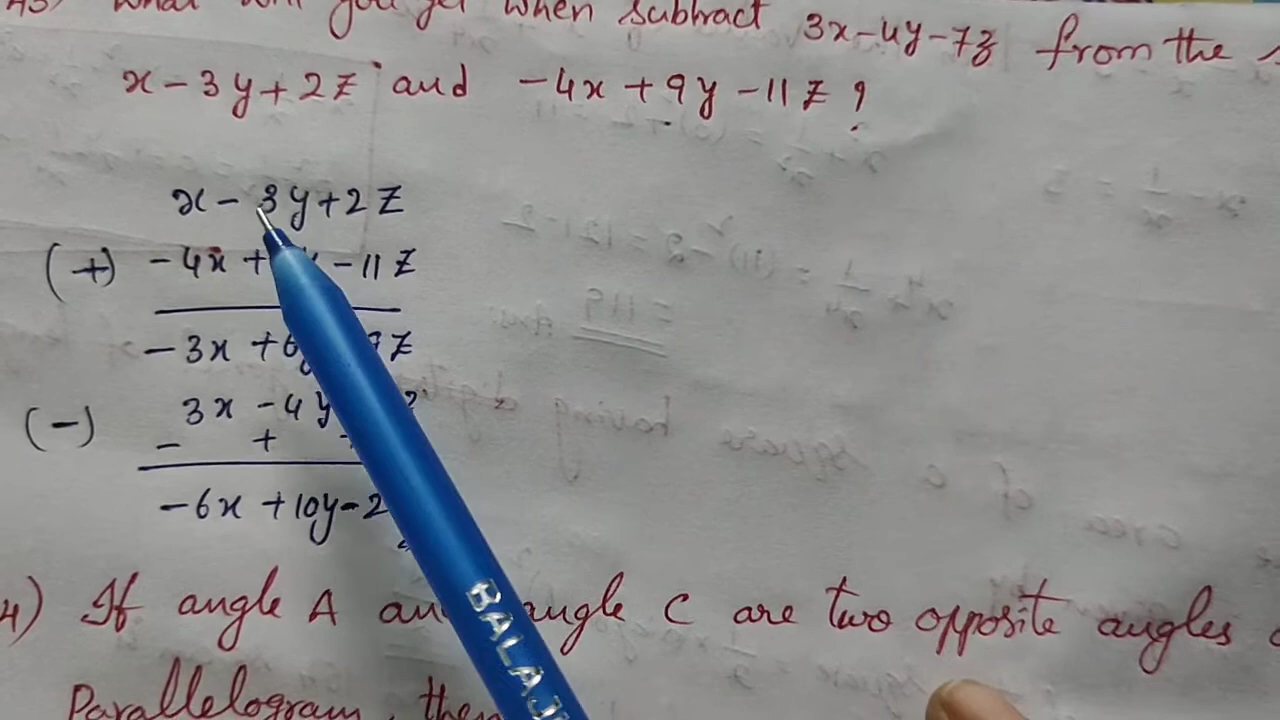 What will you get when subtract 3x-4y-7z from the
x-3y+2z and -4x+9y-11z ?
x-3y+2z
(+) -4x+ -11z
-3x +6 z
(-) 3x -4y
- +
-6x +10y-2
4) If angle A angle C are two opposite angles
Parallelogram, then
BALAJ